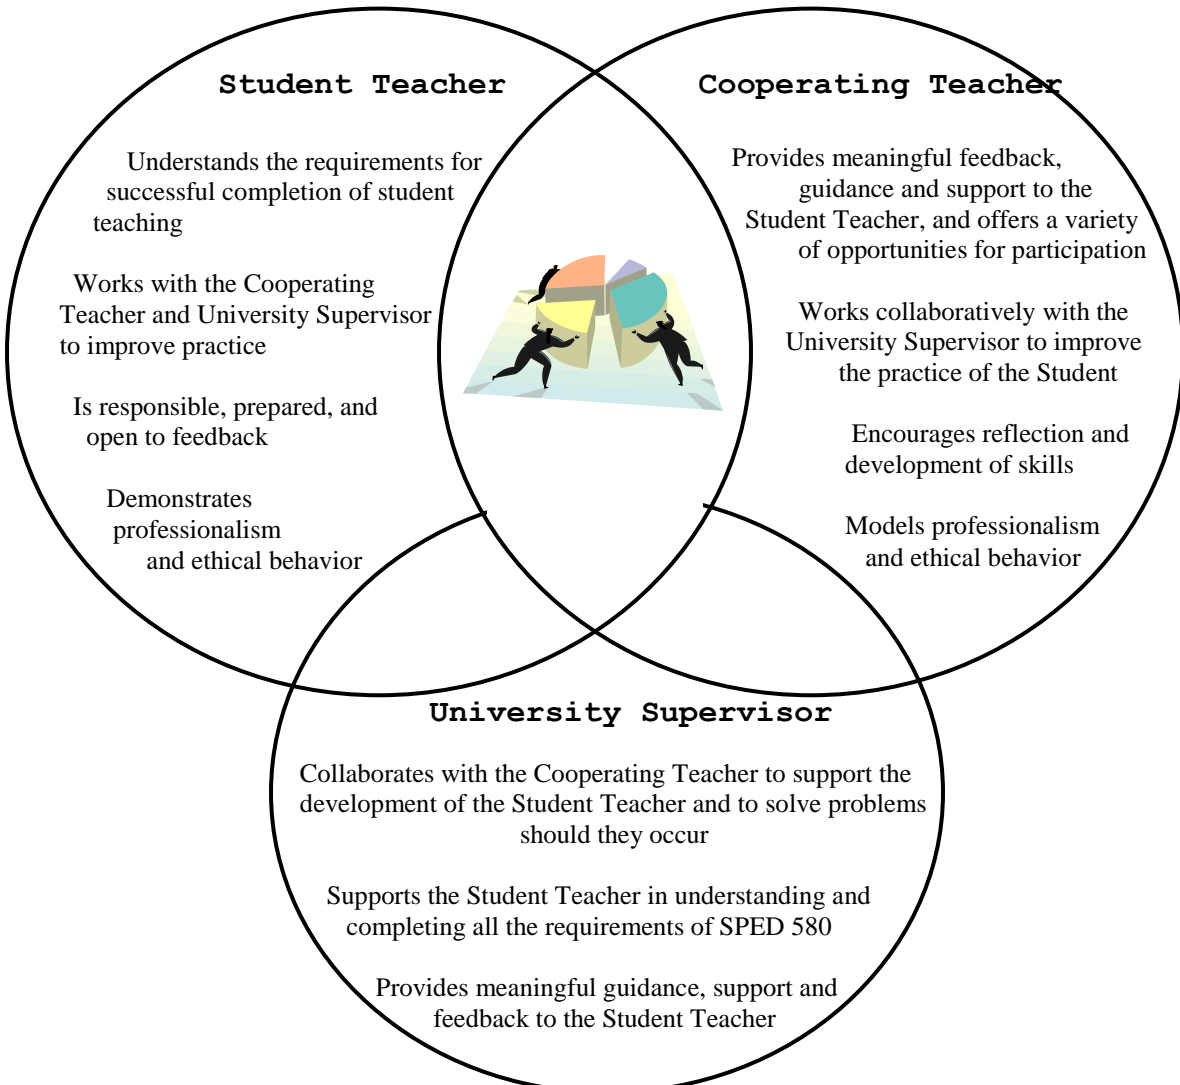 Student Teacher
Understands the requirements for
successful completion of student
teaching
Works with the Cooperating
Teacher and University Supervisor
to improve practice
Is responsible, prepared, and
open to feedback
Demonstrates
professionalism
and ethical behavior
Cooperating Teacher
Provides meaningful feedback,
guidance and support to the
Student Teacher, and offers a variety
of opportunities for participation
Works collaboratively with the
University Supervisor to improve
the practice of the Student
Encourages reflection and
development of skills
Models professionalism
and ethical behavior
University Supervisor
Collaborates with the Cooperating Teacher to support the
development of the Student Teacher and to solve problems
should they occur
Supports the Student Teacher in understanding and
completing all the requirements of SPED 580
Provides meaningful guidance, support and
feedback to the Student Teacher